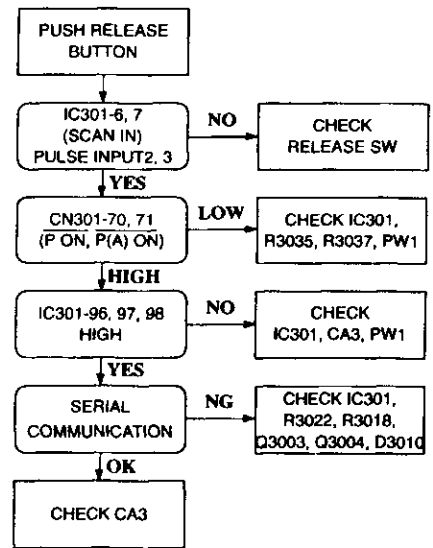 PUSH RELEASE
BUTTON
IC301-6, 7
(SCAN IN)
PULSE INPUT2, 3
NO
CHECK
RELEASE SW
YES
CN301-70, 71
(P ON, P(A) ON)
LOW
CHECK IC301,
R3035, R3037, PW1
HIGH
IC301-96, 97, 98
HIGH
NO
CHECK
IC301, CA3, PW1
YES
SERIAL
COMMUNICATION
NG
CHECK IC301,
R3022, R3018,
Q3003, Q3004, D3010
OK
CHECK CA3